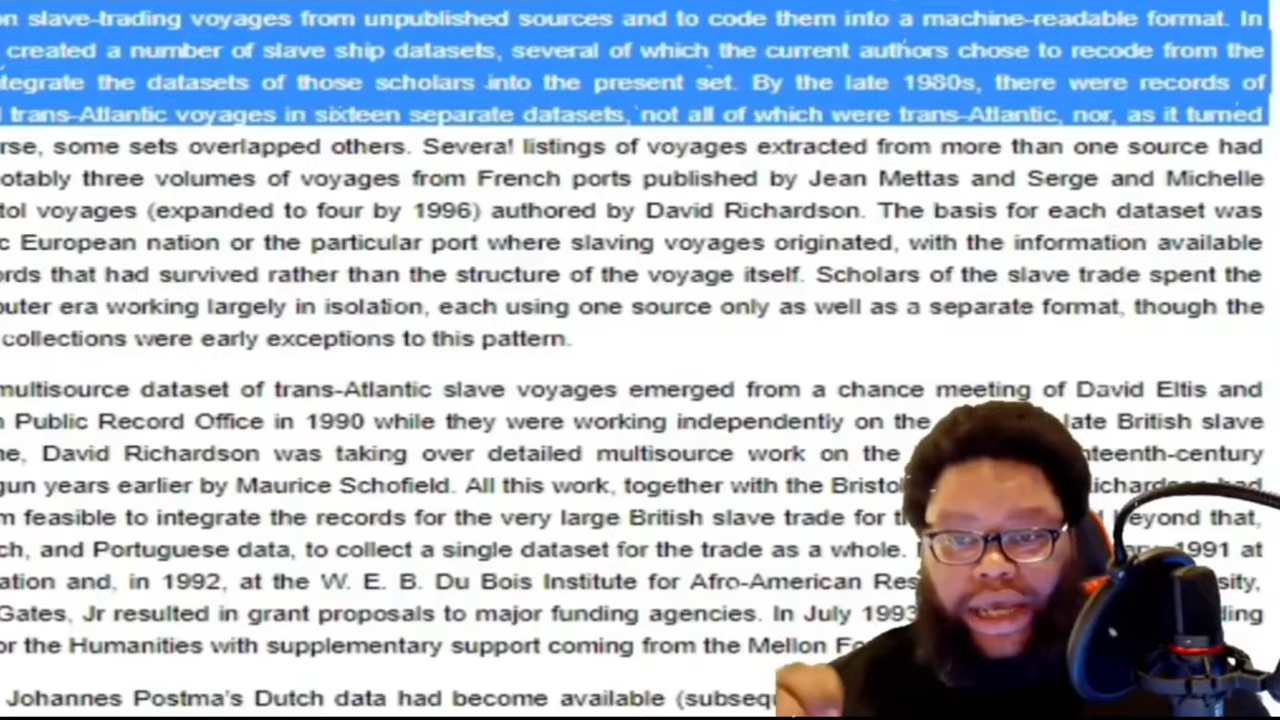 on slave-trading voyages from unpublished sources and to code them into a machine-readable format. In
created a number of slave ship datasets, several of which the current authors chose to recode from the
tegrate the datasets of those scholars into the present set. By the late 1980s, there were records of
trans-Atlantic voyages in sixteen separate datasets, not all of which were trans-Atlantic, nor, as it turned
rse, some sets overlapped others. Several listings of voyages extracted from more than one source had
otably three volumes of voyages from French ports published by Jean Mettas and Serge and Michelle
tol voyages (expanded to four by 1996) authored by David Richardson. The basis for each dataset was
c European nation or the particular port where slaving voyages originated, with the information available
ords that had survived rather than the structure of the voyage itself. Scholars of the slave trade spent the
outer era working largely in isolation, each using one source only as well as a separate format, though the
collections were early exceptions to this pattern.
multisource dataset of trans-Atlantic slave voyages emerged from a chance meeting of David Eltis and
Public Record Office in 1990 while they were working independently on the late British slave
ne, David Richardson was taking over detailed multisource work on the nteenth-century
gun years earlier by Maurice Schofield. All this work, together with the Bristol ichardson had
m feasible to integrate the records for the very large British slave trade for beyond that,
ch, and Portuguese data, to collect a single dataset for the trade as a whole. 1991 at
ation and, in 1992, at the W. E. B. Du Bois Institute for Afro-American Res sity,
Gates, Jr resulted in grant proposals to major funding agencies. In July 1993 ding
or the Humanities with supplementary support coming from the Mellon Fo
Johannes Postma's Dutch data had become available (subsequ